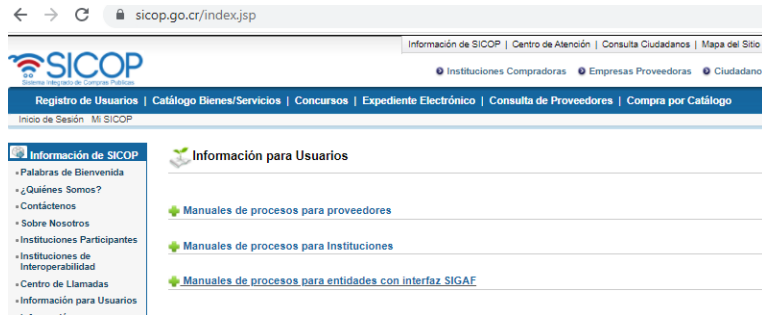 sicop.go.cr/index.jsp
Información de SICOP | Centro de Atención | Consulta Ciudadanos | Mapa del Sitio
SICOP
Sistema Integrado de Compras Públicas
Instituciones Compradoras Empresas Proveedoras Ciudadano
Registro de Usuarios | Catálogo Bienes/Servicios | Concursos | Expediente Electrónico | Consulta de Proveedores | Compra por Catálogo
Inicio de Sesión Mi SICOP
Información de SICOP
Palabras de Bienvenida
¿Quiénes Somos?
Contáctenos
Sobre Nosotros
Instituciones Participantes
Instituciones de
Interoperabilidad
Centro de Llamadas
Información para Usuarios
Información para Usuarios
Manuales de procesos para proveedores
Manuales de procesos para Instituciones
Manuales de procesos para entidades con interfaz SIGAF